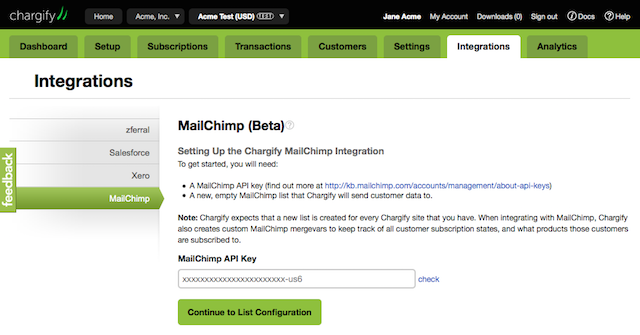 chargify Home Acme, Inc. Acme Test (USD) TEST Jane Acme My Account Downloads (0) Sign out Docs Help
Dashboard Setup Subscriptions Transactions Customers Settings Integrations Analytics
Integrations
feedback
zferral
Salesforce
Xero
MailChimp
MailChimp (Beta)
Setting Up the Chargify MailChimp Integration
To get started, you will need:
• A MailChimp API key (find out more at http://kb.mailchimp.com/accounts/management/about-api-keys)
• A new, empty MailChimp list that Chargify will send customer data to.
Note: Chargify expects that a new list is created for every Chargify site that you have. When integrating with MailChimp, Chargify
also creates custom MailChimp mergevars to keep track of all customer subscription states, and what products those customers
are subscribed to.
MailChimp API Key
xxxxxxxxxxxxxxxxxxxxxxxx-us6 check
Continue to List Configuration